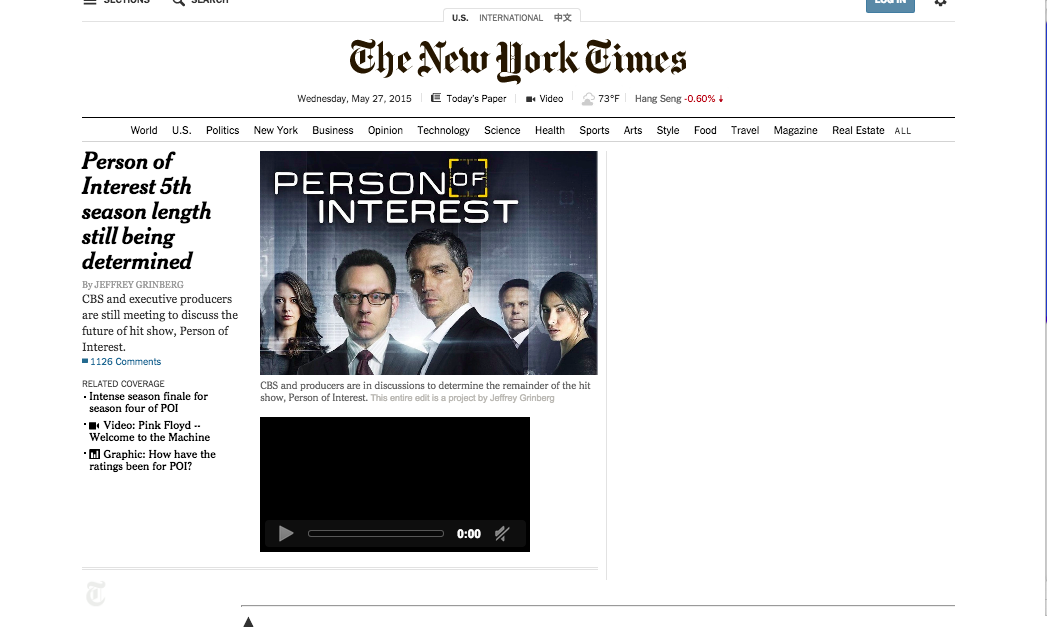 SECTIONS SEARCH LOG IN
U.S. INTERNATIONAL 中文
The New York Times
Wednesday, May 27, 2015 Today's Paper Video 73°F Hang Seng -0.60% ↓
World U.S. Politics New York Business Opinion Technology Science Health Sports Arts Style Food Travel Magazine Real Estate ALL
Person of
Interest 5th
season length
still being
determined
By JEFFREY GRINBERG
CBS and executive producers
are still meeting to discuss the
future of hit show, Person of
Interest.
1126 Comments
RELATED COVERAGE
· Intense season finale for
season four of POI
· Video: Pink Floyd --
Welcome to the Machine
· Graphic: How have the
ratings been for POI?
PERSON OF
INTEREST
CBS and producers are in discussions to determine the remainder of the hit
show, Person of Interest. This entire edit is a project by Jeffrey Grinberg
0:00
T